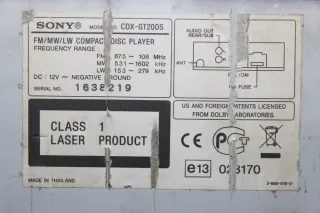 SONY MODEL NO. CDX-GT200S
FM/MW/LW COMPACT DISC PLAYER
FREQUENCY RANGE
FM 87.5 - 108 MHz
MW 531 - 1602 kHz
LW 153 - 279 kHz
DC : 12V NEGATIVE GROUND
SERIAL NO. 1638219
AUDIO OUT
REAR/SUB
ANT
FUSE
US AND FOREIGN PATENTS LICENSED
FROM DOLBY LABORATORIES.
CLASS 1
LASER PRODUCT
CE
e13
MADE IN THAILAND